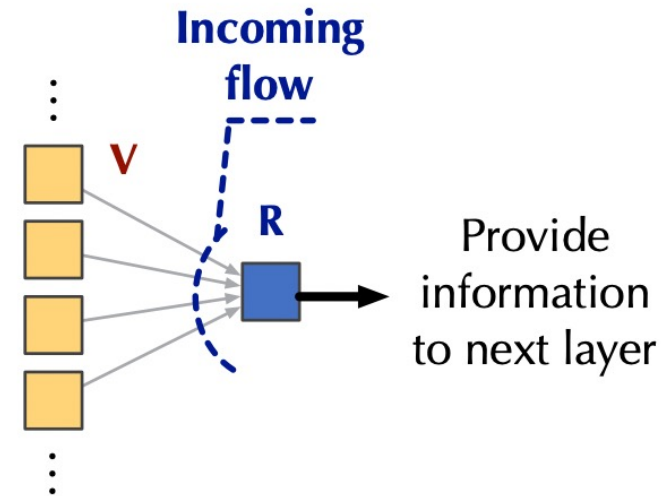 Incoming
flow
V
R
Provide
information
to next layer